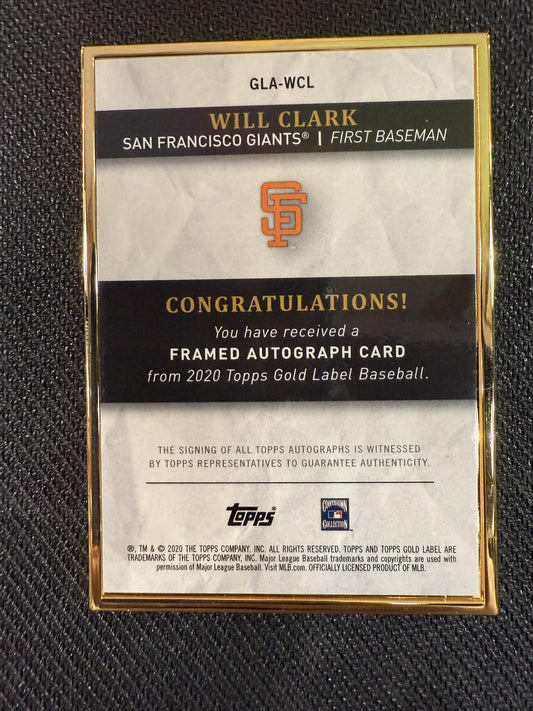 GLA-WCL
WILL CLARK
SAN FRANCISCO GIANTS® | FIRST BASEMAN
SF
CONGRATULATIONS!
You have received a
FRAMED AUTOGRAPH CARD
from 2020 Topps Gold Label Baseball.
THE SIGNING OF ALL TOPPS AUTOGRAPHS IS WITNESSED
BY TOPPS REPRESENTATIVES TO GUARANTEE AUTHENTICITY.
topps
COOPERSTOWN
COLLECTION
®, TM & © 2020 THE TOPPS COMPANY, INC. ALL RIGHTS RESERVED. TOPPS AND TOPPS GOLD LABEL ARE
TRADEMARKS OF THE TOPPS COMPANY, INC. Major League Baseball trademarks and copyrights are used with
permission of Major League Baseball. Visit MLB.com. OFFICIALLY LICENSED PRODUCT OF MLB.